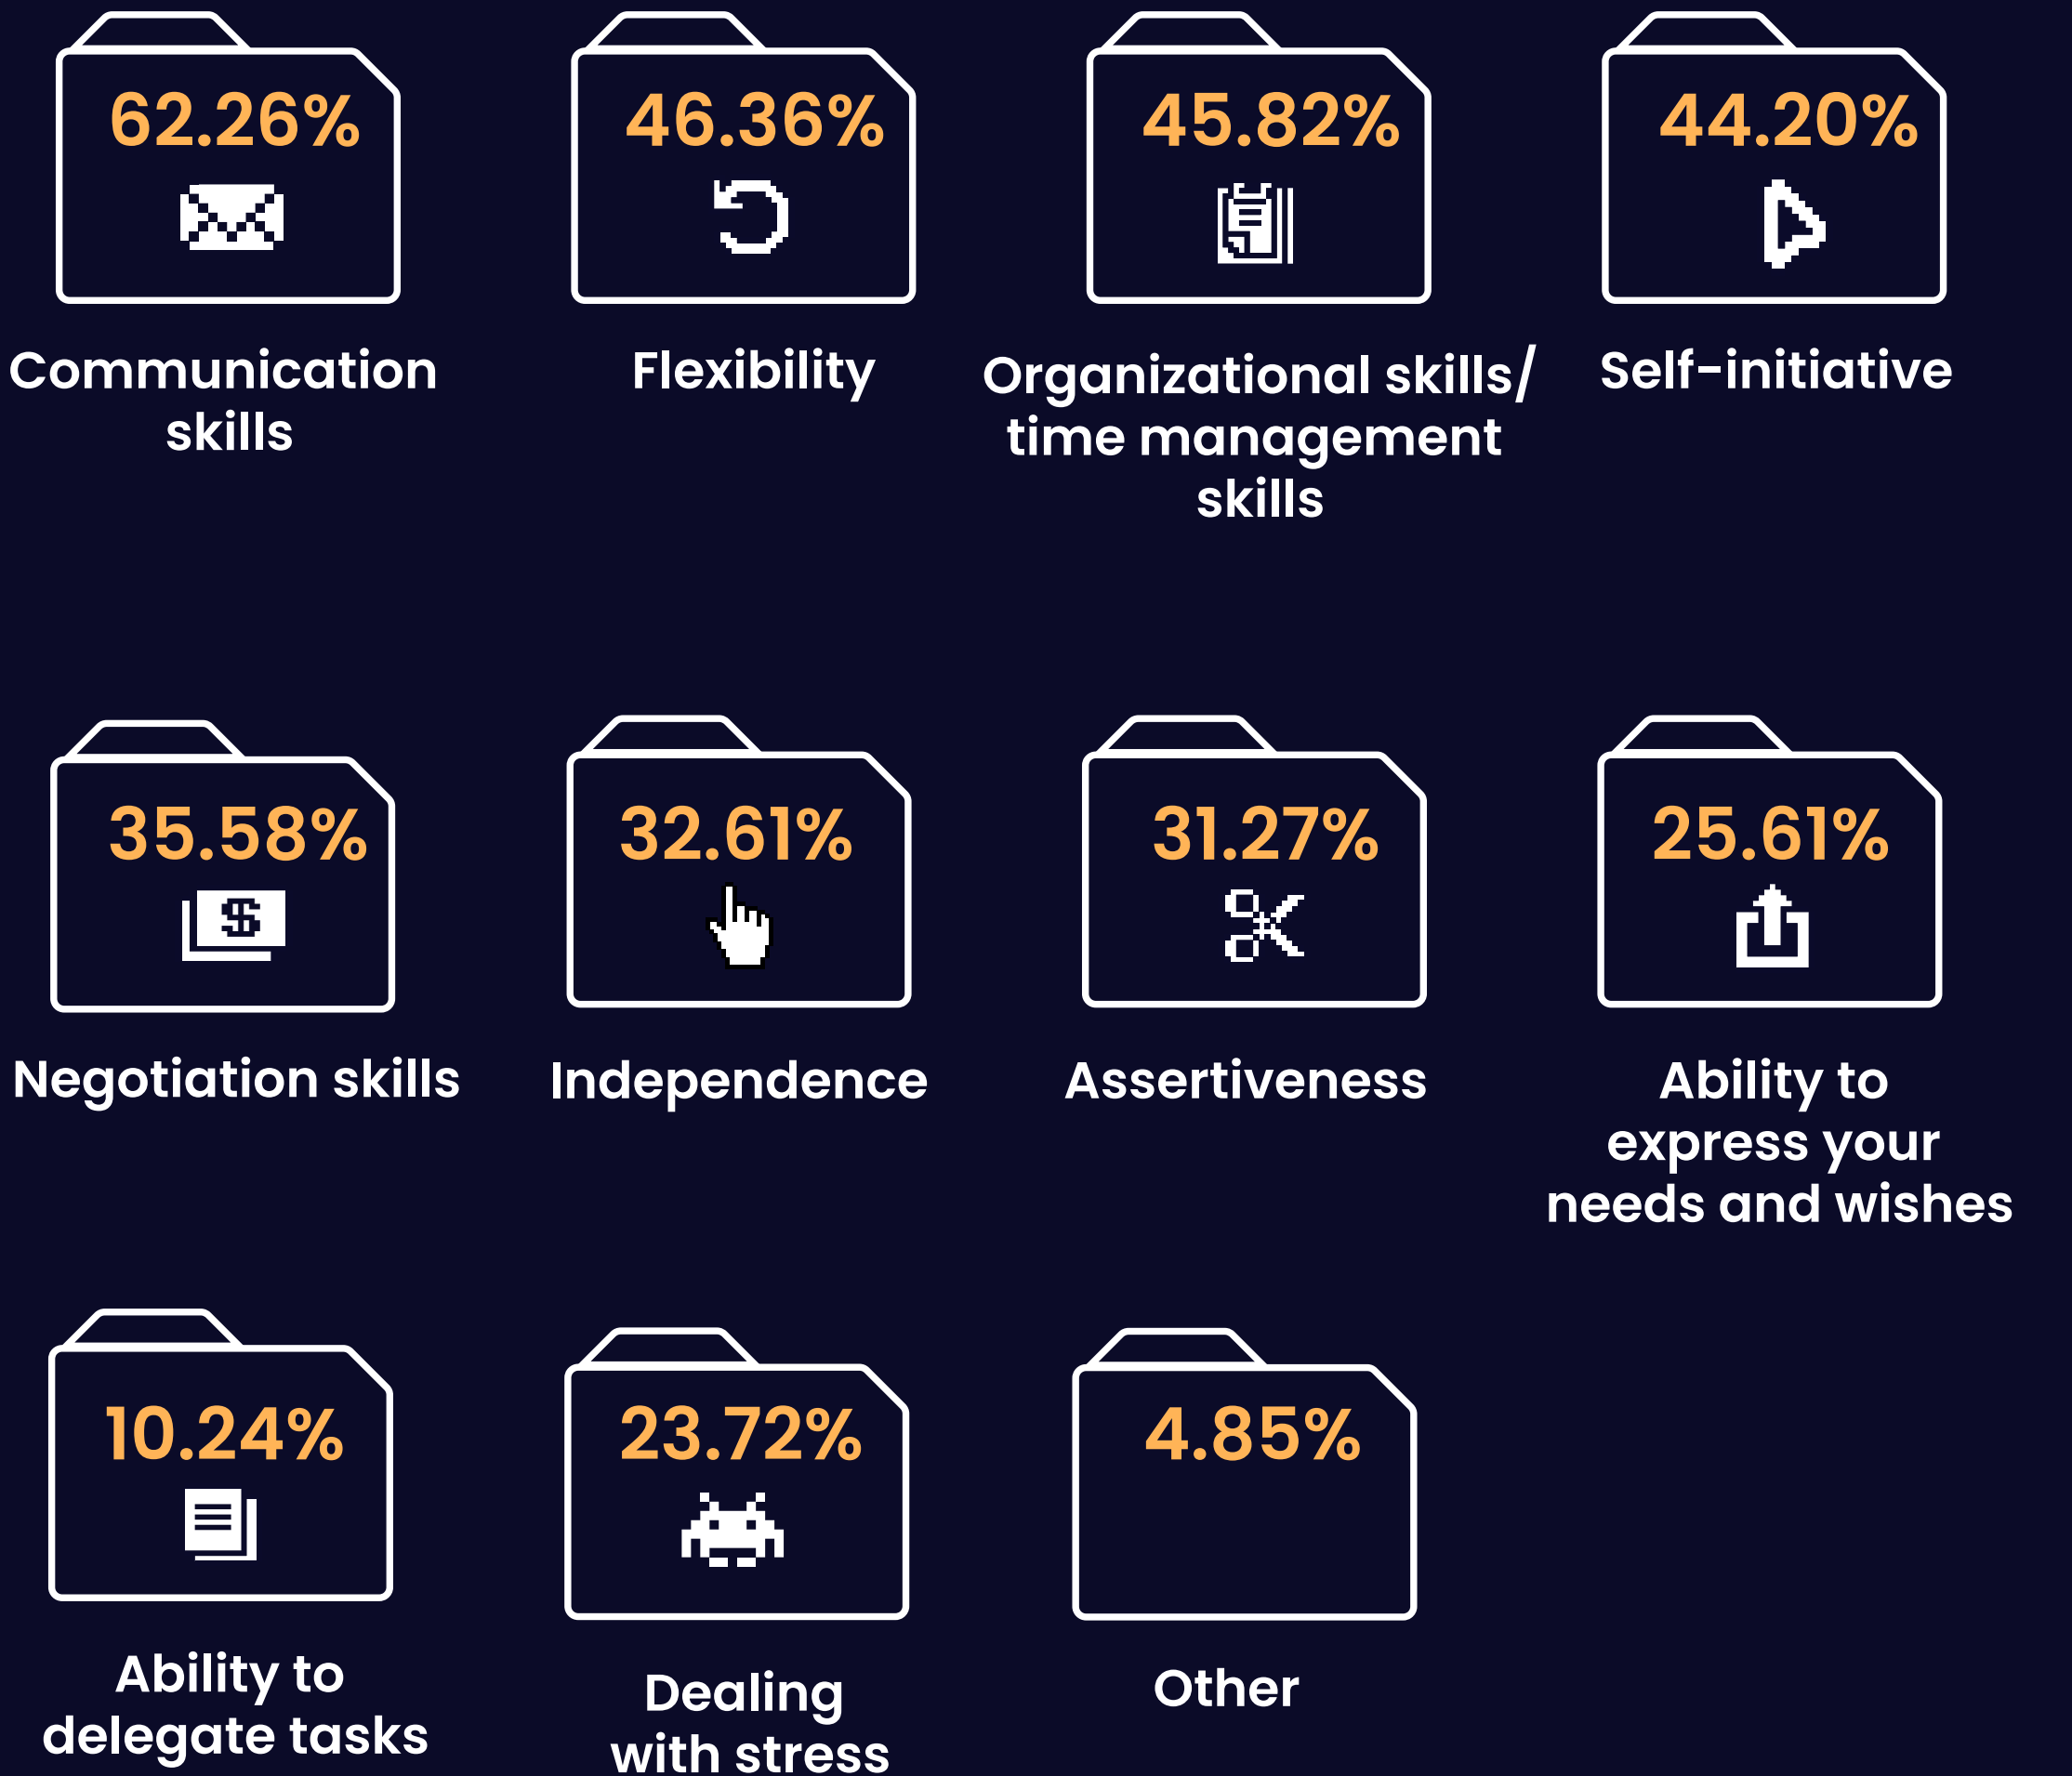 62.26%
Communication
skills
46.36%
Flexibility
45.82%
Organizational skills/
time management
skills
44.20%
Self-initiative
35.58%
$
Negotiation skills
32.61%
Independence
31.27%
Assertiveness
25.61%
Ability to
express your
needs and wishes
10.24%
Ability to
delegate tasks
23.72%
Dealing
with stress
4.85%
Other